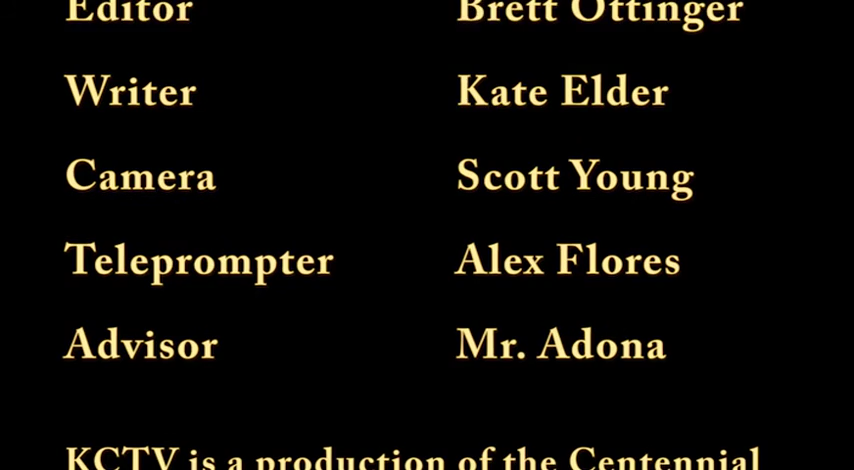 Editor Brett Ottinger
Writer Kate Elder
Camera Scott Young
Teleprompter Alex Flores
Advisor Mr. Adona
KCTV is a production of the Centennial